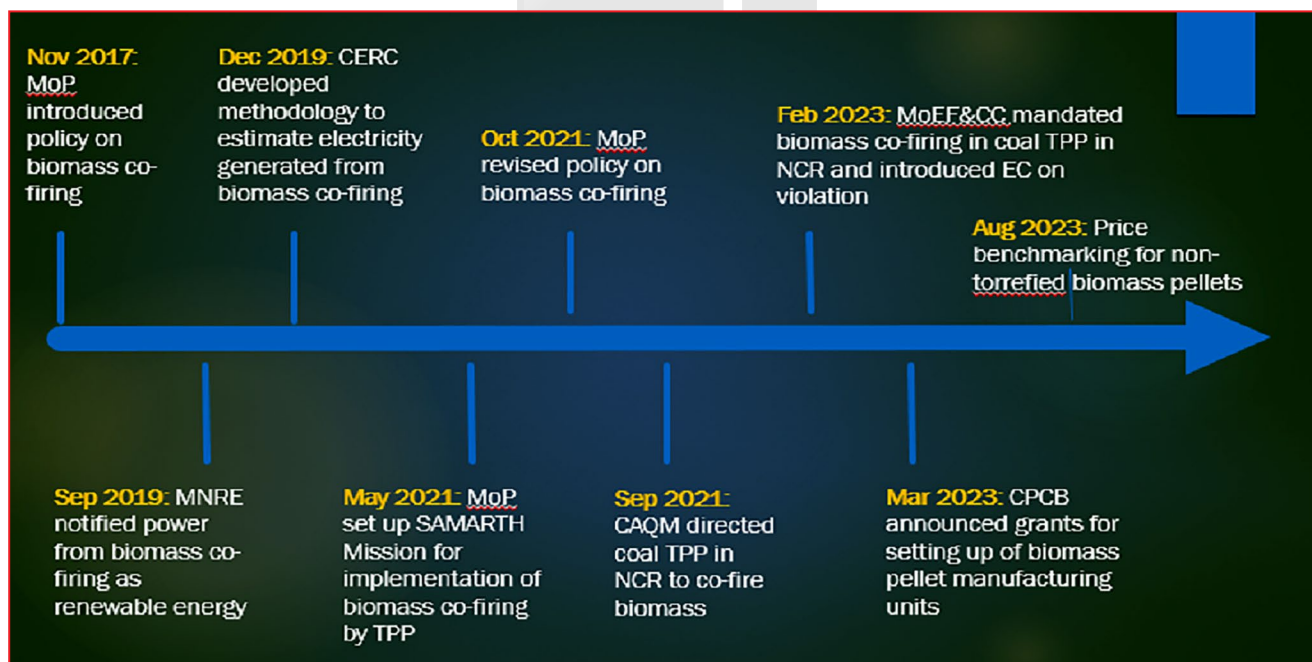 Nov 2017:
MoP
introduced
policy on
biomass co-
firing
Dec 2019: CERC
developed
methodology to
estimate electricity
generated from
biomass co-firing
Oct 2021: MoP
revised policy on
biomass co-firing
Feb 2023: MoEF&CC mandated
biomass co-firing in coal TPP in
NCR and introduced EC on
violation
Aug 2023: Price
benchmarking for non-
torrefied biomass pellets
Sep 2019: MNRE
notified power
from biomass co-
firing as
renewable energy
May 2021: MoP
set up SAMARTH
Mission for
implementation of
biomass co-firing
by TPP
Sep 2021:
CAQM directed
coal TPP in
NCR to co-fire
biomass
Mar 2023: CPCB
announced grants for
setting up of biomass
pellet manufacturing
units